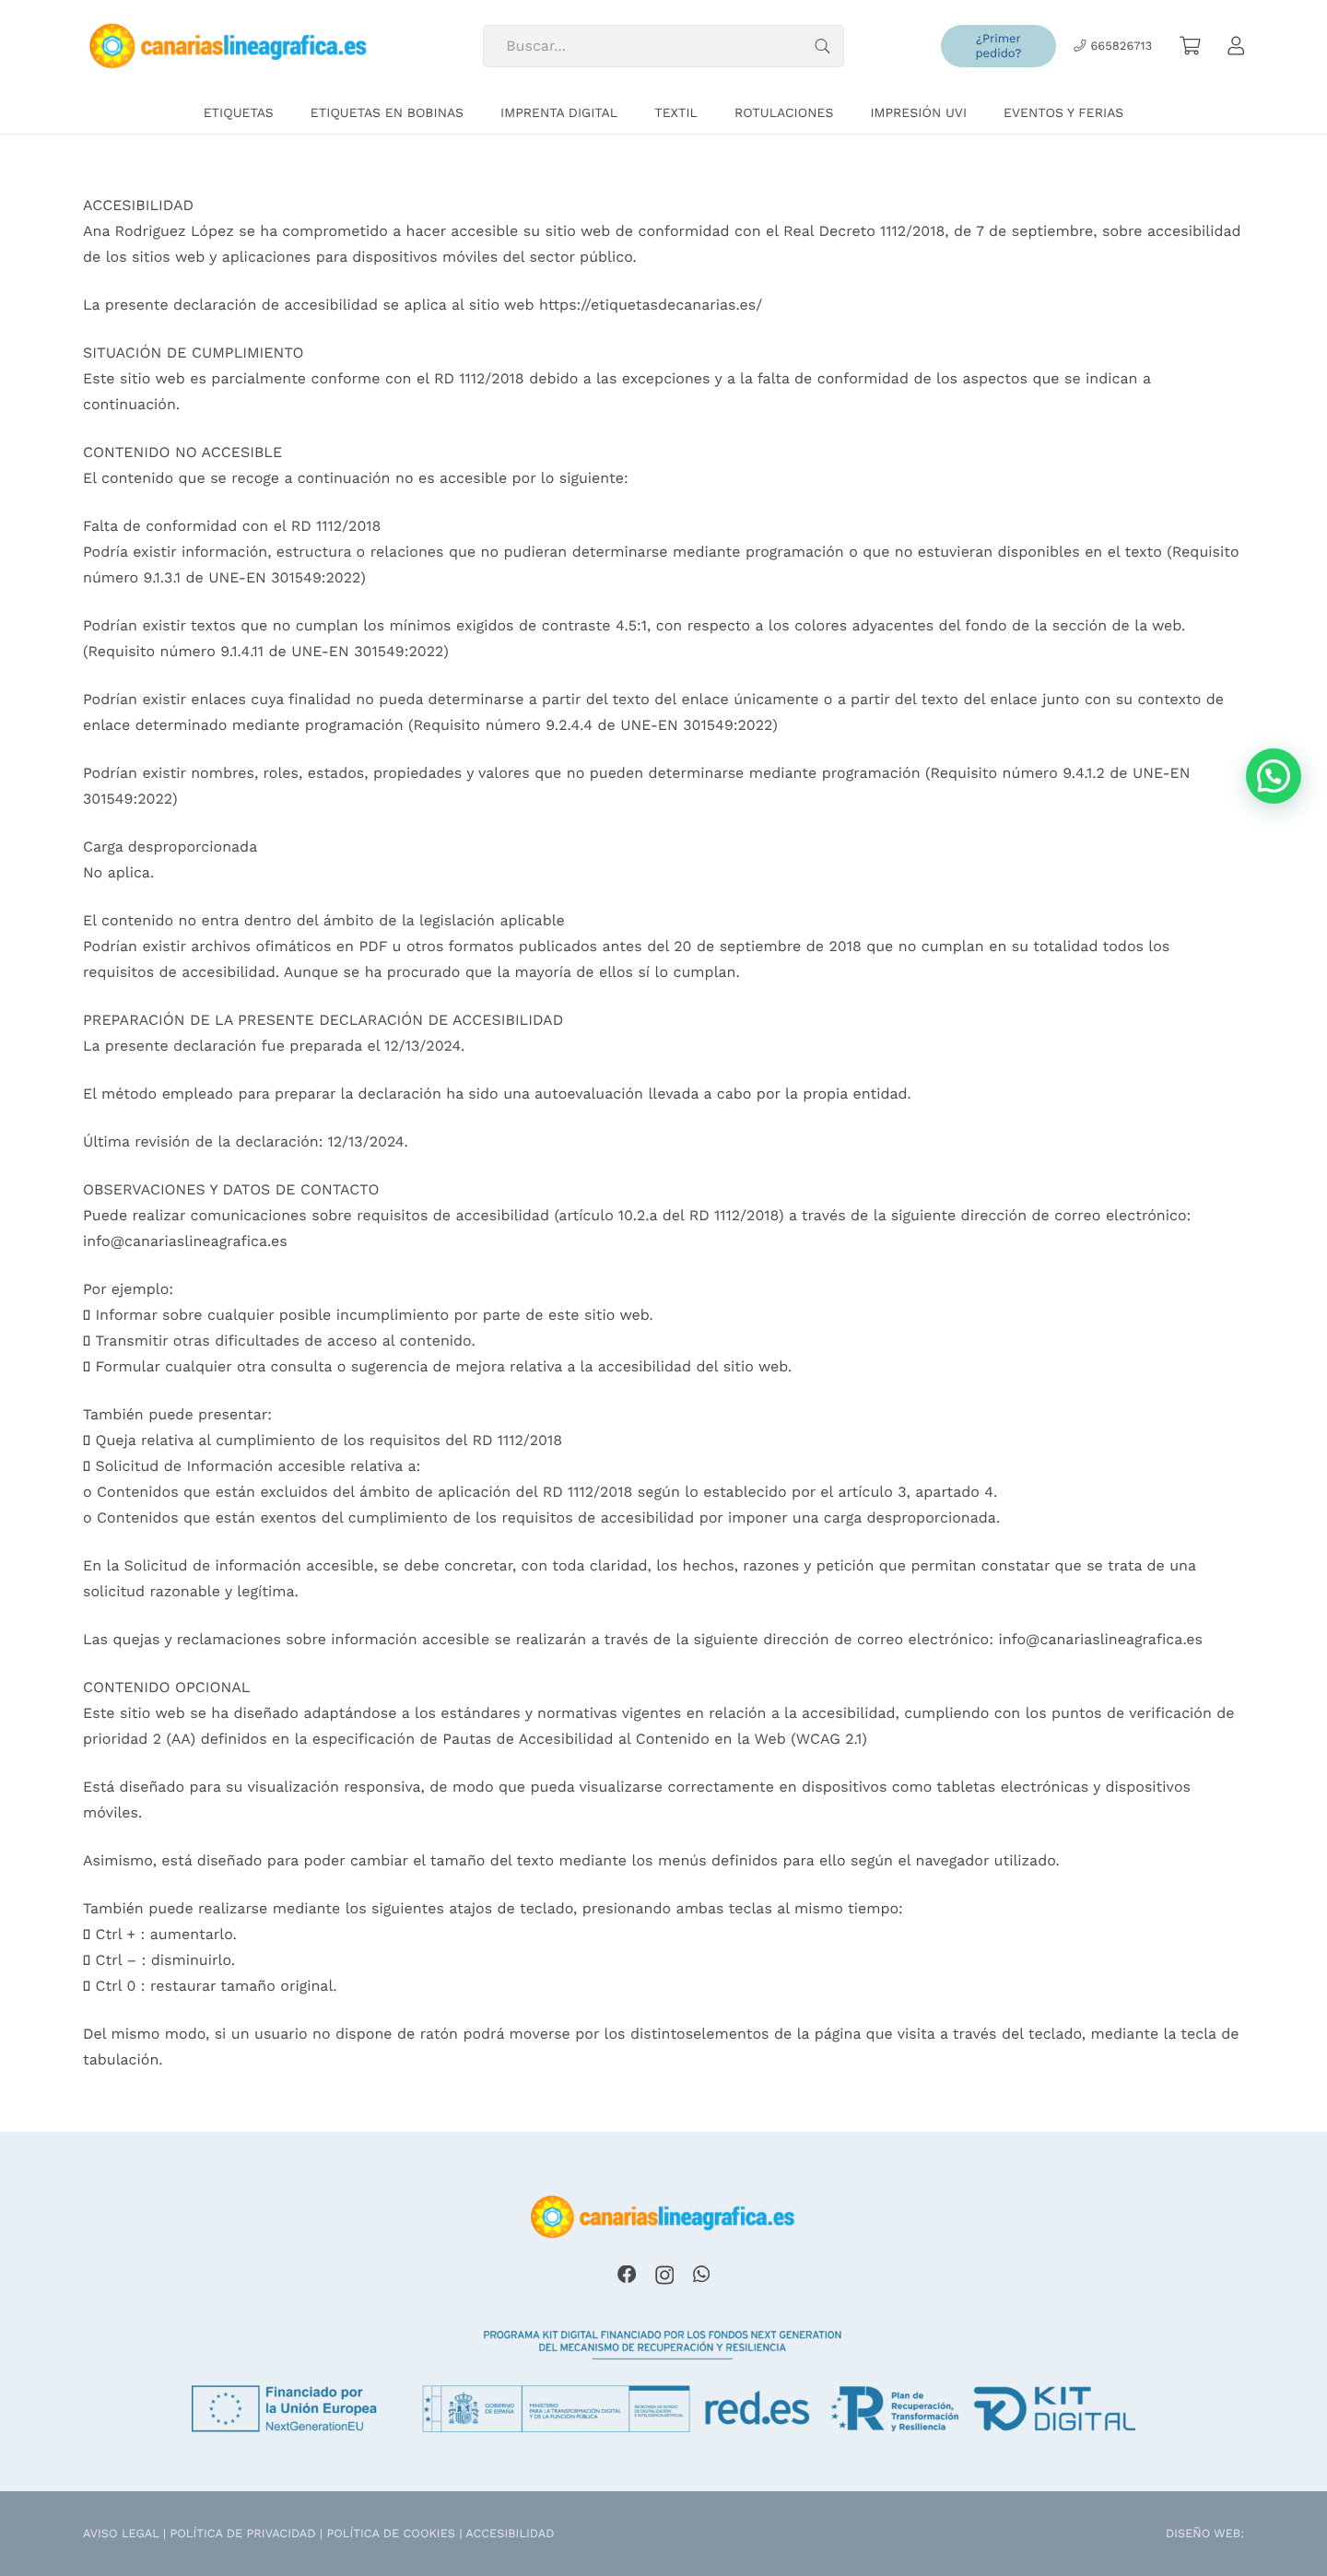 canariaslineagrafica.es
Buscar...
¿Primer
pedido?
665826713
ETIQUETAS
ETIQUETAS EN BOBINAS
IMPRENTA DIGITAL
TEXTIL
ROTULACIONES
IMPRESIÓN UVI
EVENTOS Y FERIAS
ACCESIBILIDAD
Ana Rodriguez López se ha comprometido a hacer accesible su sitio web de conformidad con el Real Decreto 1112/2018, de 7 de septiembre, sobre accesibilidad
de los sitios web y aplicaciones para dispositivos móviles del sector público.
La presente declaración de accesibilidad se aplica al sitio web https://etiquetasdecanarias.es/
SITUACIÓN DE CUMPLIMIENTO
Este sitio web es parcialmente conforme con el RD 1112/2018 debido a las excepciones y a la falta de conformidad de los aspectos que se indican a
continuación.
CONTENIDO NO ACCESIBLE
El contenido que se recoge a continuación no es accesible por lo siguiente:
Falta de conformidad con el RD 1112/2018
Podría existir información, estructura o relaciones que no pudieran determinarse mediante programación o que no estuvieran disponibles en el texto (Requisito
número 9.1.3.1 de UNE-EN 301549:2022)
Podrían existir textos que no cumplan los mínimos exigidos de contraste 4.5:1, con respecto a los colores adyacentes del fondo de la sección de la web.
(Requisito número 9.1.4.11 de UNE-EN 301549:2022)
Podrían existir enlaces cuya finalidad no pueda determinarse a partir del texto del enlace únicamente o a partir del texto del enlace junto con su contexto de
enlace determinado mediante programación (Requisito número 9.2.4.4 de UNE-EN 301549:2022)
Podrían existir nombres, roles, estados, propiedades y valores que no pueden determinarse mediante programación (Requisito número 9.4.1.2 de UNE-EN
301549:2022)
Carga desproporcionada
No aplica.
El contenido no entra dentro del ámbito de la legislación aplicable
Podrían existir archivos ofimáticos en PDF u otros formatos publicados antes del 20 de septiembre de 2018 que no cumplan en su totalidad todos los
requisitos de accesibilidad. Aunque se ha procurado que la mayoría de ellos sí lo cumplan.
PREPARACIÓN DE LA PRESENTE DECLARACIÓN DE ACCESIBILIDAD
La presente declaración fue preparada el 12/13/2024.
El método empleado para preparar la declaración ha sido una autoevaluación llevada a cabo por la propia entidad.
Última revisión de la declaración: 12/13/2024.
OBSERVACIONES Y DATOS DE CONTACTO
Puede realizar comunicaciones sobre requisitos de accesibilidad (artículo 10.2.a del RD 1112/2018) a través de la siguiente dirección de correo electrónico:
info@canariaslineagrafica.es
Por ejemplo:
Informar sobre cualquier posible incumplimiento por parte de este sitio web.
Transmitir otras dificultades de acceso al contenido.
Formular cualquier otra consulta o sugerencia de mejora relativa a la accesibilidad del sitio web.
También puede presentar:
Queja relativa al cumplimiento de los requisitos del RD 1112/2018
Solicitud de Información accesible relativa a:
o Contenidos que están excluidos del ámbito de aplicación del RD 1112/2018 según lo establecido por el artículo 3, apartado 4.
o Contenidos que están exentos del cumplimiento de los requisitos de accesibilidad por imponer una carga desproporcionada.
En la Solicitud de información accesible, se debe concretar, con toda claridad, los hechos, razones y petición que permitan constatar que se trata de una
solicitud razonable y legítima.
Las quejas y reclamaciones sobre información accesible se realizarán a través de la siguiente dirección de correo electrónico: info@canariaslineagrafica.es
CONTENIDO OPCIONAL
Este sitio web se ha diseñado adaptándose a los estándares y normativas vigentes en relación a la accesibilidad, cumpliendo con los puntos de verificación de
prioridad 2 (AA) definidos en la especificación de Pautas de Accesibilidad al Contenido en la Web (WCAG 2.1)
Está diseñado para su visualización responsiva, de modo que pueda visualizarse correctamente en dispositivos como tabletas electrónicas y dispositivos
móviles.
Asimismo, está diseñado para poder cambiar el tamaño del texto mediante los menús definidos para ello según el navegador utilizado.
También puede realizarse mediante los siguientes atajos de teclado, presionando ambas teclas al mismo tiempo:
Ctrl + : aumentarlo.
Ctrl – : disminuirlo.
Ctrl 0 : restaurar tamaño original.
Del mismo modo, si un usuario no dispone de ratón podrá moverse por los distintoselementos de la página que visita a través del teclado, mediante la tecla de
tabulación.
canariaslineagrafica.es
PROGRAMA KIT DIGITAL FINANCIADO POR LOS FONDOS NEXT GENERATION
DEL MECANISMO DE RECUPERACIÓN Y RESILIENCIA
Financiado por
la Unión Europea
NextGenerationEU
GOBIERNO
DE ESPAÑA
MINISTERIO
PARA LA TRANSFORMACIÓN DIGITAL
Y DE LA FUNCIÓN PÚBLICA
SECRETARÍA DE ESTADO
DE DIGITALIZACIÓN
E INTELIGENCIA ARTIFICIAL
red.es
Plan de
Recuperación,
Transformación
y Resiliencia
KIT
DIGITAL
AVISO LEGAL | POLÍTICA DE PRIVACIDAD | POLÍTICA DE COOKIES | ACCESIBILIDAD
DISEÑO WEB: